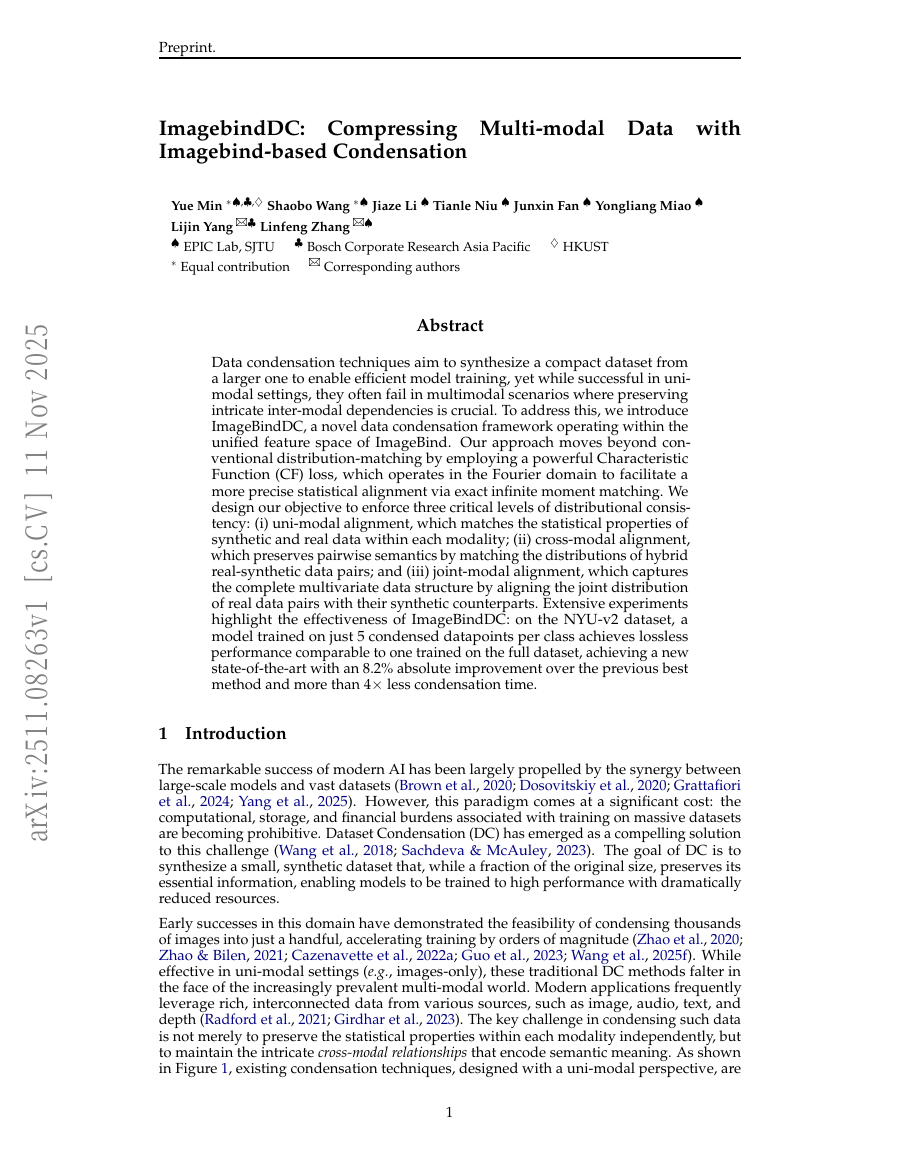 Preprint.
ImagebindDC: Compressing Multi-modal Data with
Imagebind-based Condensation
Yue Min *♠,♣,♢ Shaobo Wang *♠ Jiaze Li ♠ Tianle Niu ♠ Junxin Fan ♠ Yongliang Miao ♠
Lijin Yang ✉♣ Linfeng Zhang ✉♠
♠ EPIC Lab, SJTU ♣ Bosch Corporate Research Asia Pacific ♢ HKUST
* Equal contribution ✉ Corresponding authors
Abstract
Data condensation techniques aim to synthesize a compact dataset from
a larger one to enable efficient model training, yet while successful in uni-
modal settings, they often fail in multimodal scenarios where preserving
intricate inter-modal dependencies is crucial. To address this, we introduce
ImageBindDC, a novel data condensation framework operating within the
unified feature space of ImageBind. Our approach moves beyond con-
ventional distribution-matching by employing a powerful Characteristic
Function (CF) loss, which operates in the Fourier domain to facilitate a
more precise statistical alignment via exact infinite moment matching. We
design our objective to enforce three critical levels of distributional consis-
tency: (i) uni-modal alignment, which matches the statistical properties of
synthetic and real data within each modality; (ii) cross-modal alignment,
which preserves pairwise semantics by matching the distributions of hybrid
real-synthetic data pairs; and (iii) joint-modal alignment, which captures
the complete multivariate data structure by aligning the joint distribution
of real data pairs with their synthetic counterparts. Extensive experiments
highlight the effectiveness of ImageBindDC: on the NYU-v2 dataset, a
model trained on just 5 condensed datapoints per class achieves lossless
performance comparable to one trained on the full dataset, achieving a new
state-of-the-art with an 8.2% absolute improvement over the previous best
method and more than 4× less condensation time.
1 Introduction
The remarkable success of modern AI has been largely propelled by the synergy between
large-scale models and vast datasets (Brown et al., 2020; Dosovitskiy et al., 2020; Grattafiori
et al., 2024; Yang et al., 2025). However, this paradigm comes at a significant cost: the
computational, storage, and financial burdens associated with training on massive datasets
are becoming prohibitive. Dataset Condensation (DC) has emerged as a compelling solution
to this challenge (Wang et al., 2018; Sachdeva & McAuley, 2023). The goal of DC is to
synthesize a small, synthetic dataset that, while a fraction of the original size, preserves its
essential information, enabling models to be trained to high performance with dramatically
reduced resources.
Early successes in this domain have demonstrated the feasibility of condensing thousands
of images into just a handful, accelerating training by orders of magnitude (Zhao et al., 2020;
Zhao & Bilen, 2021; Cazenavette et al., 2022a; Guo et al., 2023; Wang et al., 2025f). While
effective in uni-modal settings (e.g., images-only), these traditional DC methods falter in
the face of the increasingly prevalent multi-modal world. Modern applications frequently
leverage rich, interconnected data from various sources, such as image, audio, text, and
depth (Radford et al., 2021; Girdhar et al., 2023). The key challenge in condensing such data
is not merely to preserve the statistical properties within each modality independently, but
to maintain the intricate cross-modal relationships that encode semantic meaning. As shown
in Figure 1, existing condensation techniques, designed with a uni-modal perspective, are
1
arXiv:2511.08263v1 [cs.CV] 11 Nov 2025